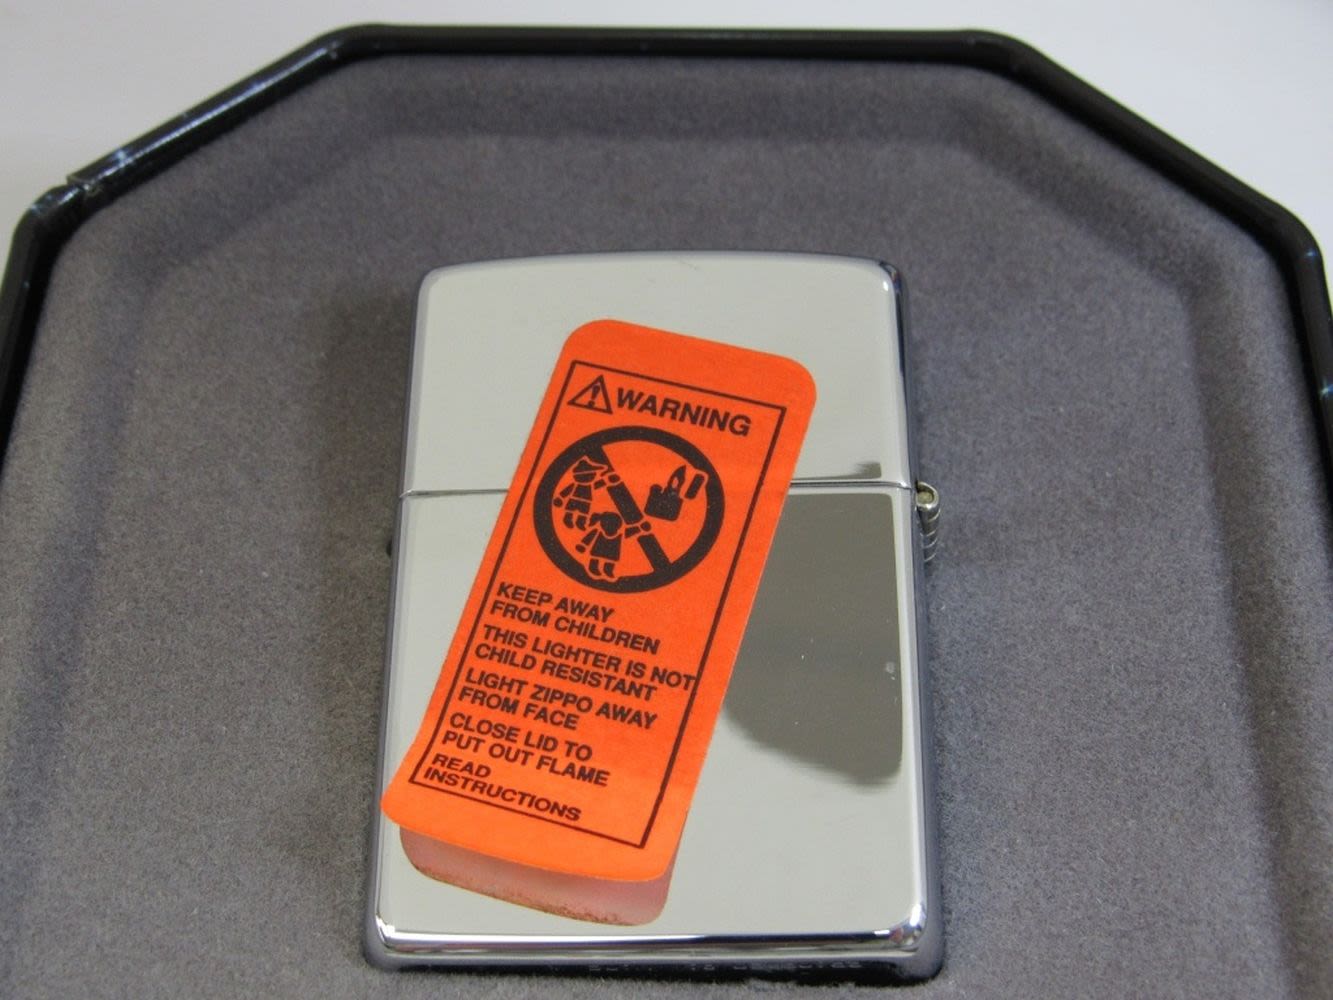 WARNING
KEEP AWAY
FROM CHILDREN
THIS LIGHTER IS NOT
CHILD RESISTANT
LIGHT ZIPPO AWAY
FROM FACE
CLOSE LID TO
PUT OUT FLAME
READ
INSTRUCTIONS